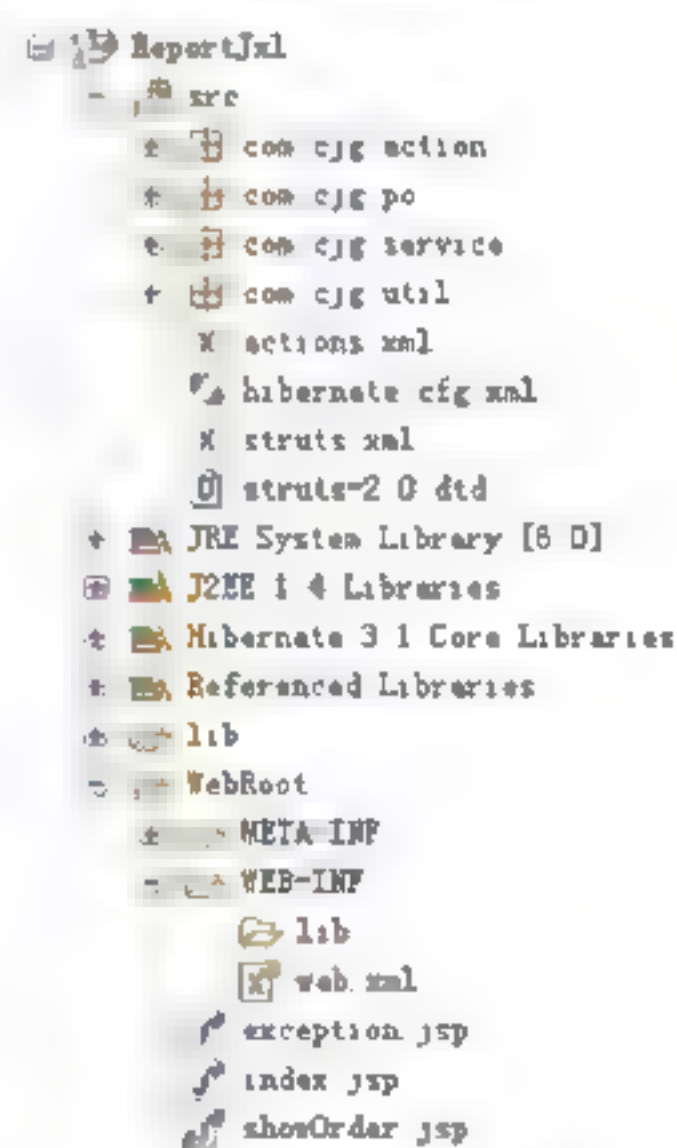 ReportJxl
src
com cjg action
com cjg po
com cjg service
com cjg util
actions xml
hibernate cfg xml
struts xml
struts-2 0 dtd
JRE System Library [6 0]
J2EE 1 4 Libraries
Hibernate 3 1 Core Libraries
Referenced Libraries
lib
WebRoot
META-INF
WEB-INF
lib
web.xml
exception jsp
index jsp
showOrder jsp